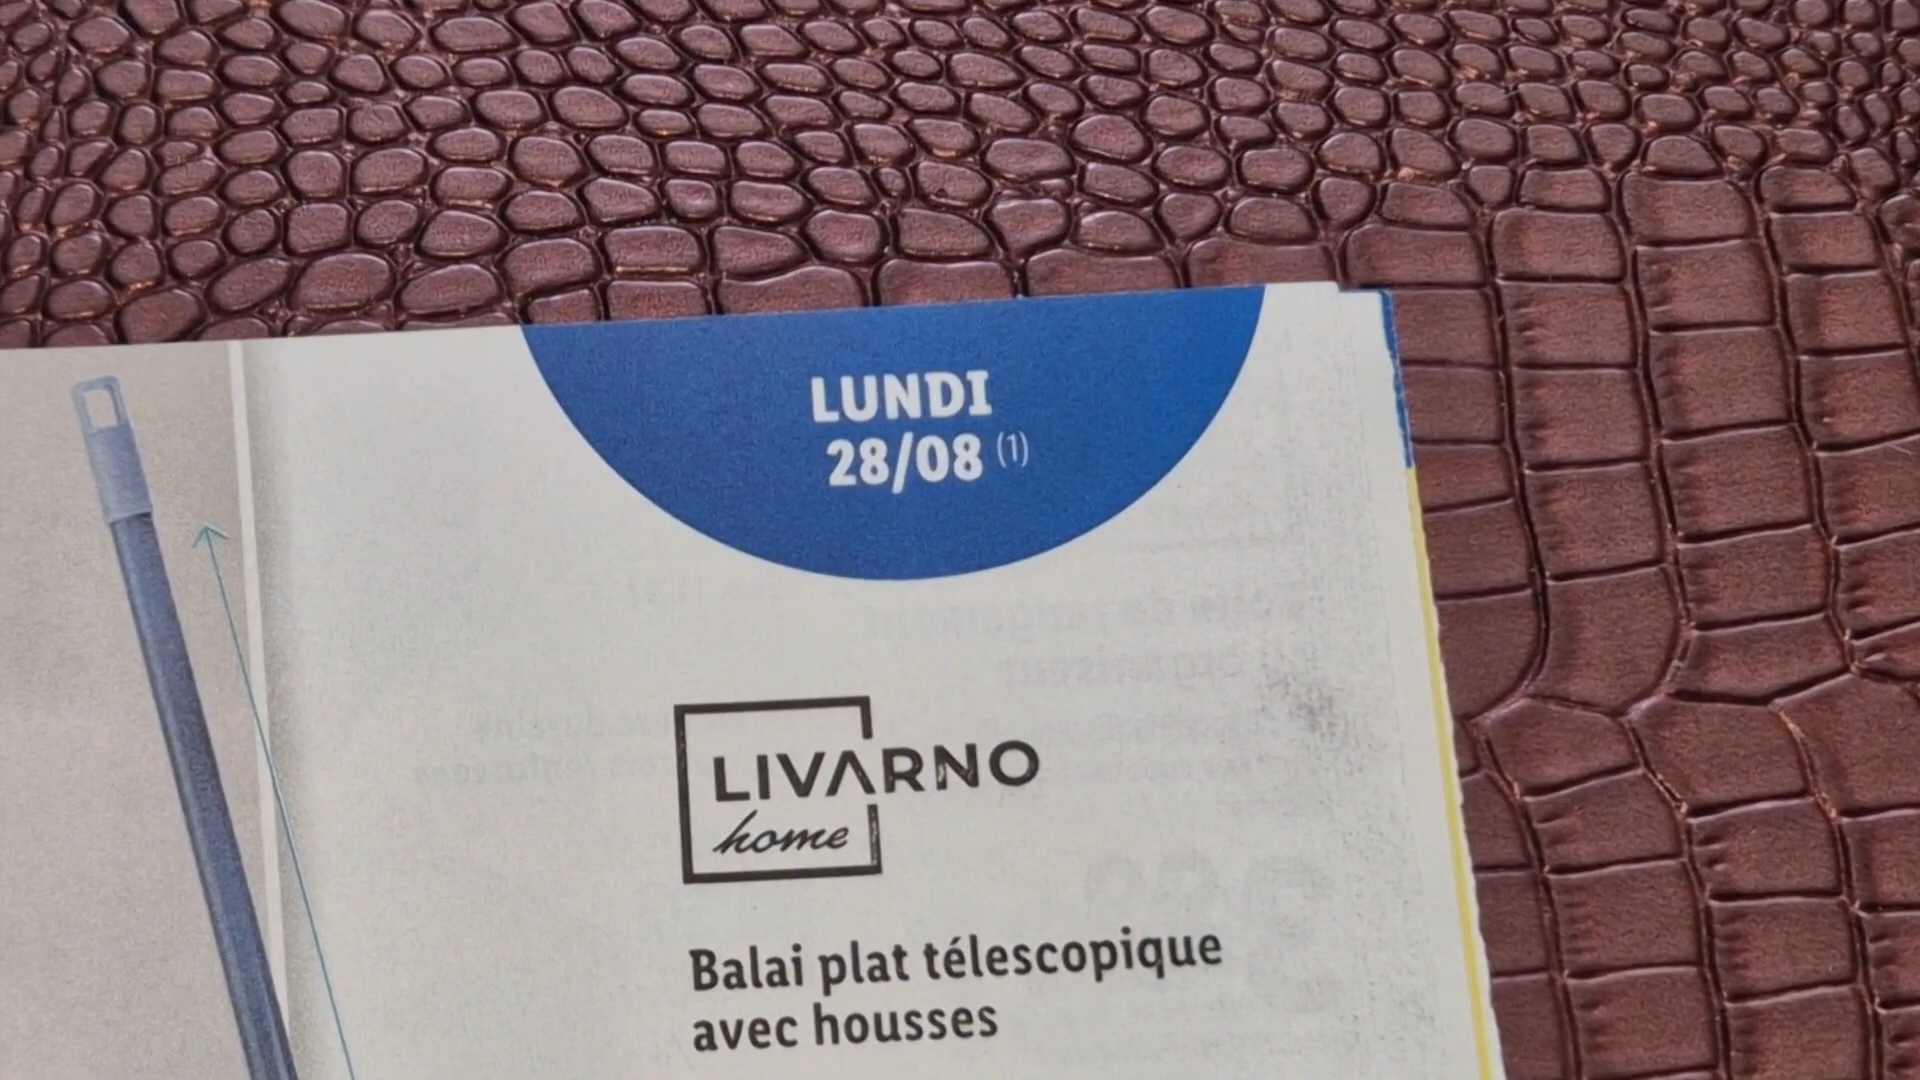 LUNDI
28/08 (1)
LIVARNO
home
Balai plat télescopique
avec housses